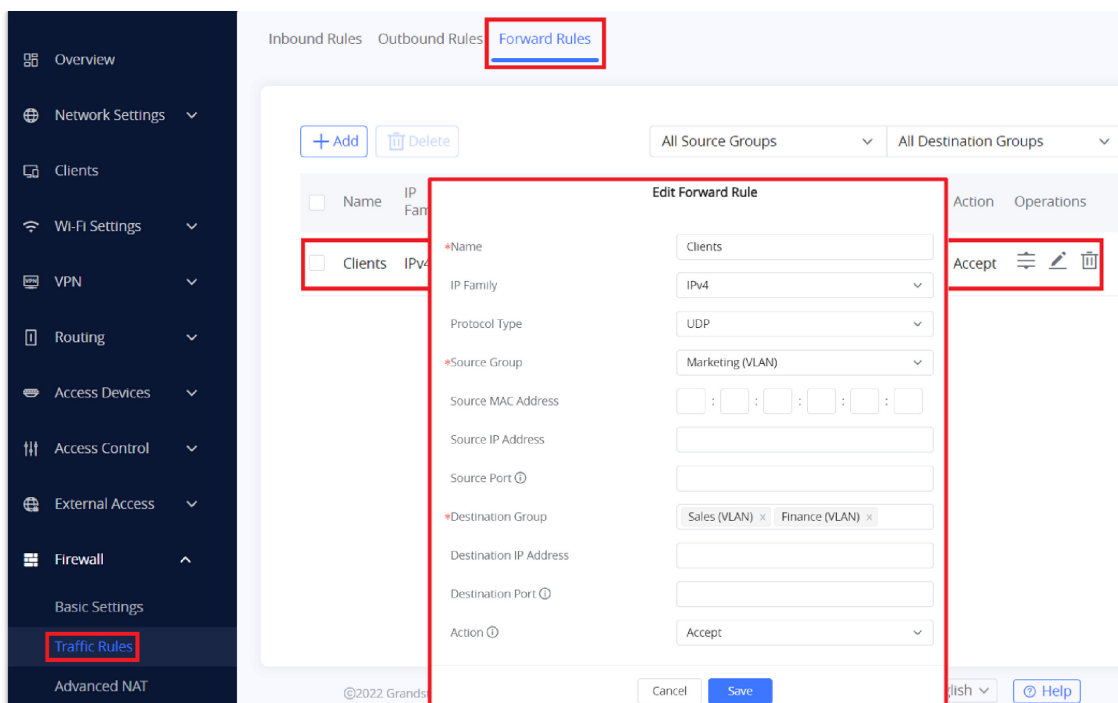 Inbound Rules Outbound Rules Forward Rules
Overview
Network Settings
Clients
Wi-Fi Settings
VPN VPN
Routing
Access Devices
Access Control
External Access
Firewall
Basic Settings
Traffic Rules
Advanced NAT
+ Add Delete All Source Groups All Destination Groups
Name IP Action Operations
Clients IPv4 Accept
Edit Forward Rule
*Name Clients
IP Family IPv4
Protocol Type UDP
*Source Group Marketing (VLAN)
Source MAC Address : : : : :
Source IP Address
Source Port
*Destination Group Sales (VLAN) x Finance (VLAN) x
Destination IP Address
Destination Port
Action Accept
Cancel Save
©2022 Help